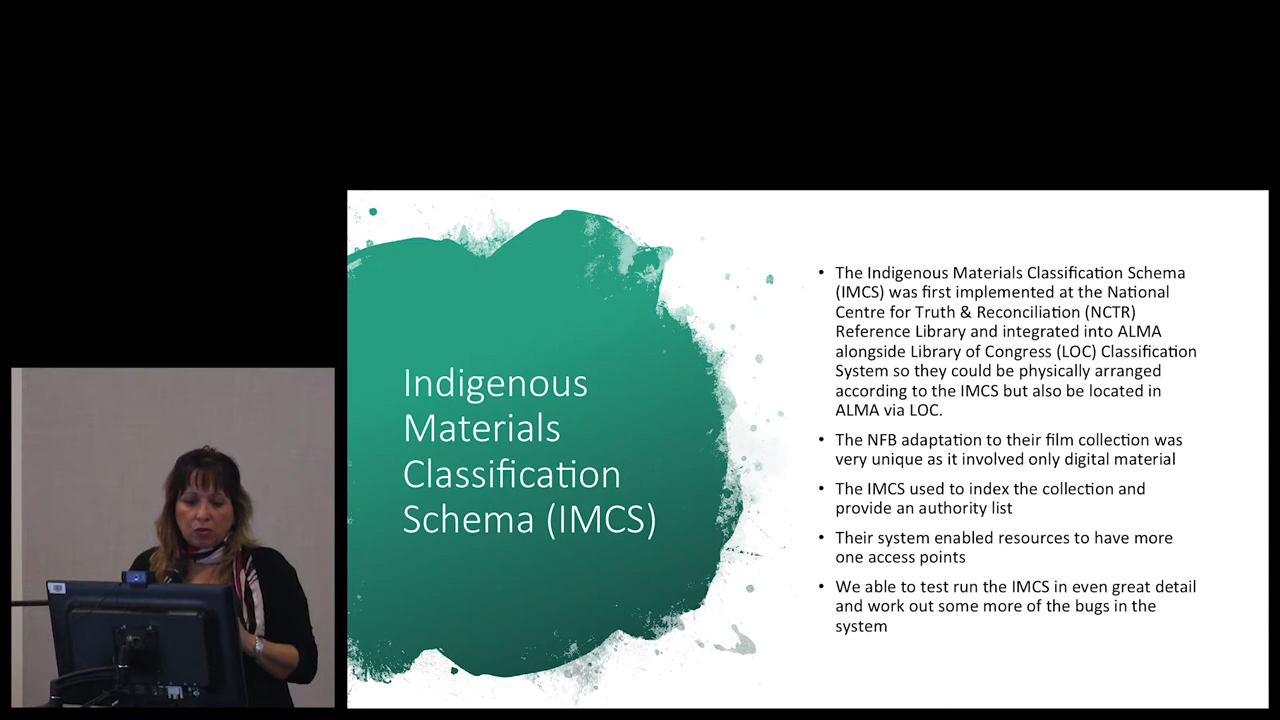 Indigenous
Materials
Classification
Schema (IMCS)
• The Indigenous Materials Classification Schema
(IMCS) was first implemented at the National
Centre for Truth & Reconciliation (NCTR)
Reference Library and integrated into ALMA
alongside Library of Congress (LOC) Classification
System so they could be physically arranged
according to the IMCS but also be located in
ALMA via LOC.
• The NFB adaptation to their film collection was
very unique as it involved only digital material
• The IMCS used to index the collection and
provide an authority list
• Their system enabled resources to have more
one access points
• We able to test run the IMCS in even great detail
and work out some more of the bugs in the
system